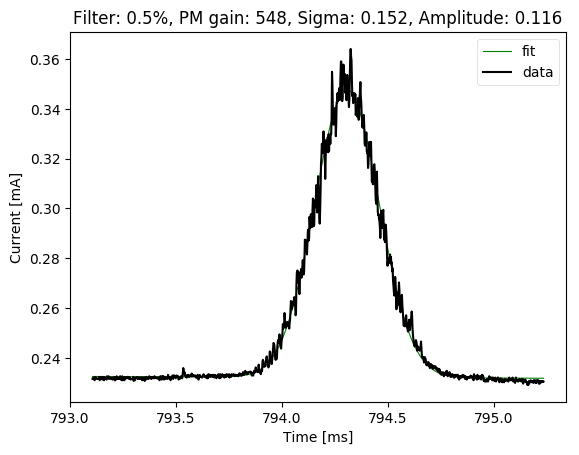 Filter: 0.5%, PM gain: 548, Sigma: 0.152, Amplitude: 0.116
fit
data
0.36
0.34
0.32
0.30
0.28
0.26
0.24
Current [mA]
793.0 793.5 794.0 794.5 795.0
Time [ms]